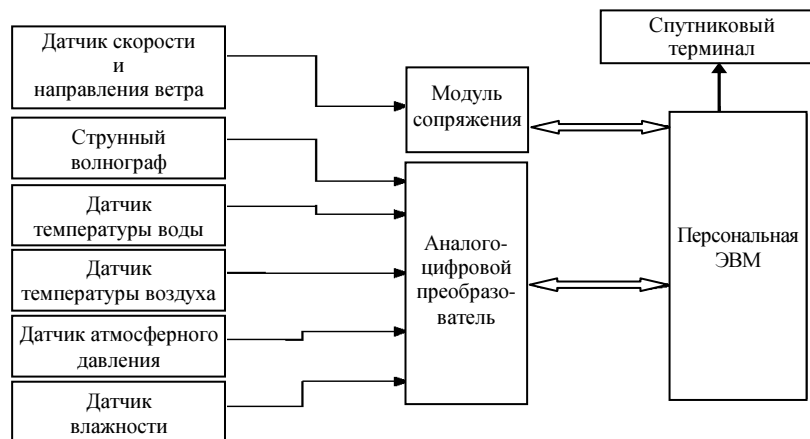 Датчик скорости
и
направления ветра
Струнный
волнограф
Датчик
температуры воды
Датчик
температуры воздуха
Датчик атмосферного
давления
Датчик
влажности
Модуль
сопряжения
Аналого-
цифровой
преобразо-
ватель
Спутниковый
терминал
Персональная
ЭВМ